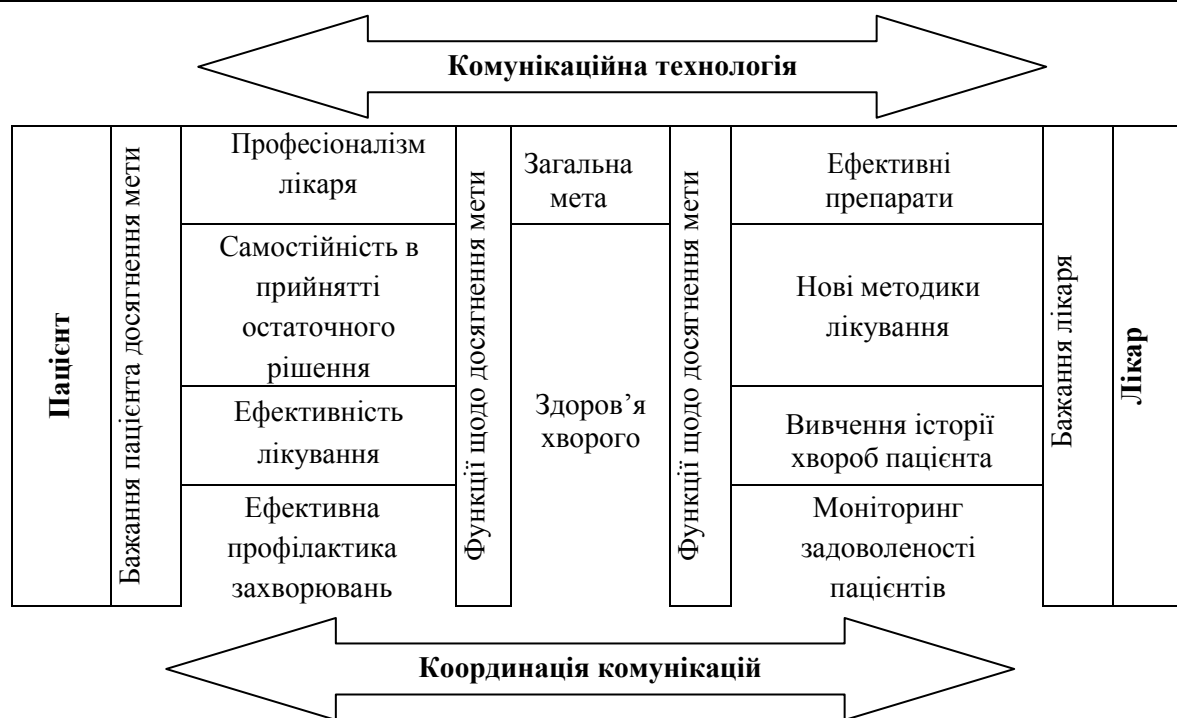 Комунікаційна технологія
Пацієнт
Бажання пацієнта досягнення мети
Професіоналізм
лікаря
Самостійність в
прийнятті
остаточного
рішення
Ефективність
лікування
Ефективна
профілактика
захворювань
Функції щодо досягнення мети
Загальна
мета
Здоров’я
хворого
Функції щодо досягнення мети
Ефективні
препарати
Нові методики
лікування
Вивчення історії
хвороб пацієнта
Моніторинг
задоволеності
пацієнтів
Бажання лікаря
Лікар
Координація комунікацій